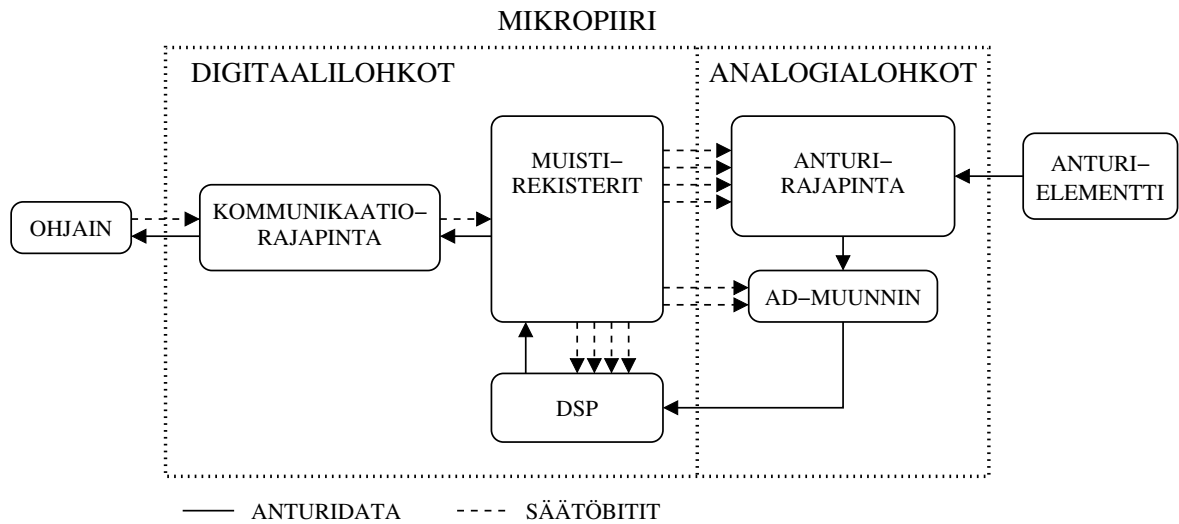 MIKROPIIRI
DIGITAALILOHKOT
ANALOGIALOHKOT
OHJAIN
KOMMUNIKAATIO–
RAJAPINTA
MUISTI–
REKISTERIT
ANTURI–
RAJAPINTA
ANTURI–
ELEMENTTI
AD–MUUNNIN
DSP
ANTURIDATA
SÄÄTÖBITIT